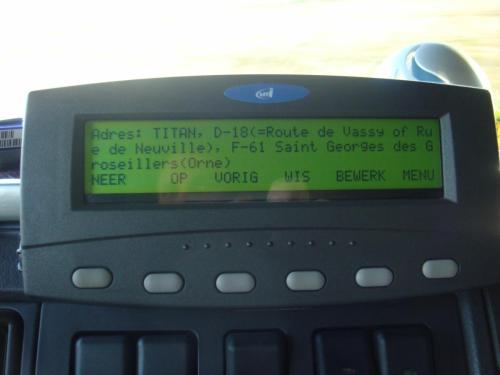 Adres: TITAN, D-18(=Route de Vassy of Ru
e de Neuville), F-61 Saint Georges des G
roseillers(Orne)
NEER OP VORIG WIS BEWERK MENU